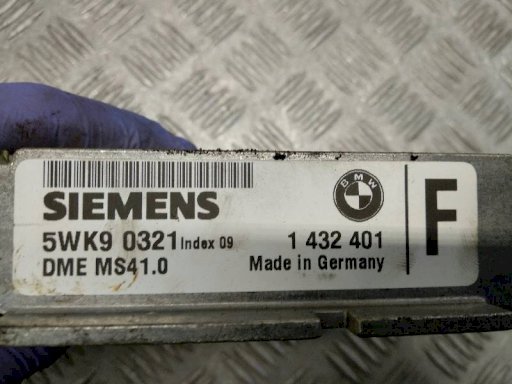 SIEMENS
BMW
F
5WK9 0321 Index 09
1 432 401
DME MS41.0
Made in Germany